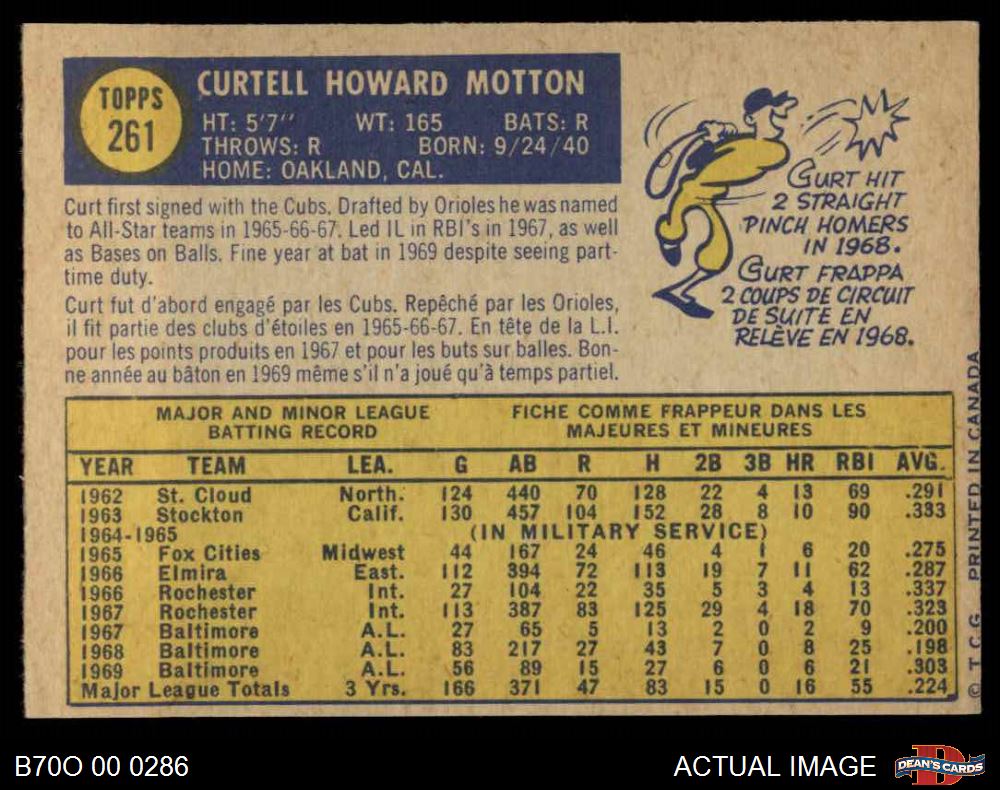 TOPPS
261
CURTELL HOWARD MOTTON
HT: 5'7" WT: 165 BATS: R
THROWS: R BORN: 9/24/40
HOME: OAKLAND, CAL.
Curt first signed with the Cubs. Drafted by Orioles he was named
to All-Star teams in 1965-66-67. Led IL in RBI's in 1967, as well
as Bases on Balls. Fine year at bat in 1969 despite seeing part-
time duty.
Curt fut d'abord engagé par les Cubs. Repêché par les Orioles,
il fit partie des clubs d'étoiles en 1965-66-67. En tête de la L.I.
pour les points produits en 1967 et pour les buts sur balles. Bon-
ne année au bâton en 1969 même s'il n'a joué qu'à temps partiel.
CURT HIT
2 STRAIGHT
PINCH HOMERS
IN 1968.
CURT FRAPPA
2 COUPS DE CIRCUIT
DE SUITE EN
RELÈVE EN 1968.
MAJOR AND MINOR LEAGUE
BATTING RECORD
FICHE COMME FRAPPEUR DANS LES
MAJEURES ET MINEURES
YEAR TEAM LEA. G AB R H 2B 3B HR RBI AVG.
1962 St. Cloud North. 124 440 70 128 22 4 13 69 .291
1963 Stockton Calif. 130 457 104 152 28 8 10 90 .333
1964-1965 (IN MILITARY SERVICE)
1965 Fox Cities Midwest 44 167 24 46 4 1 6 20 .275
1966 Elmira East. 112 394 72 113 19 7 11 62 .287
1966 Rochester Int. 27 104 22 35 5 3 4 13 .337
1967 Rochester Int. 113 387 83 125 29 4 18 70 .323
1967 Baltimore A.L. 27 65 5 13 2 0 2 9 .200
1968 Baltimore A.L. 83 217 27 43 7 0 8 25 .198
1969 Baltimore A.L. 56 89 15 27 6 0 6 21 .303
Major League Totals 3 Yrs. 166 371 47 83 15 0 16 55 .224
© T.C.G. PRINTED IN CANADA
B70O 00 0286
ACTUAL IMAGE
DEAN'S CARDS